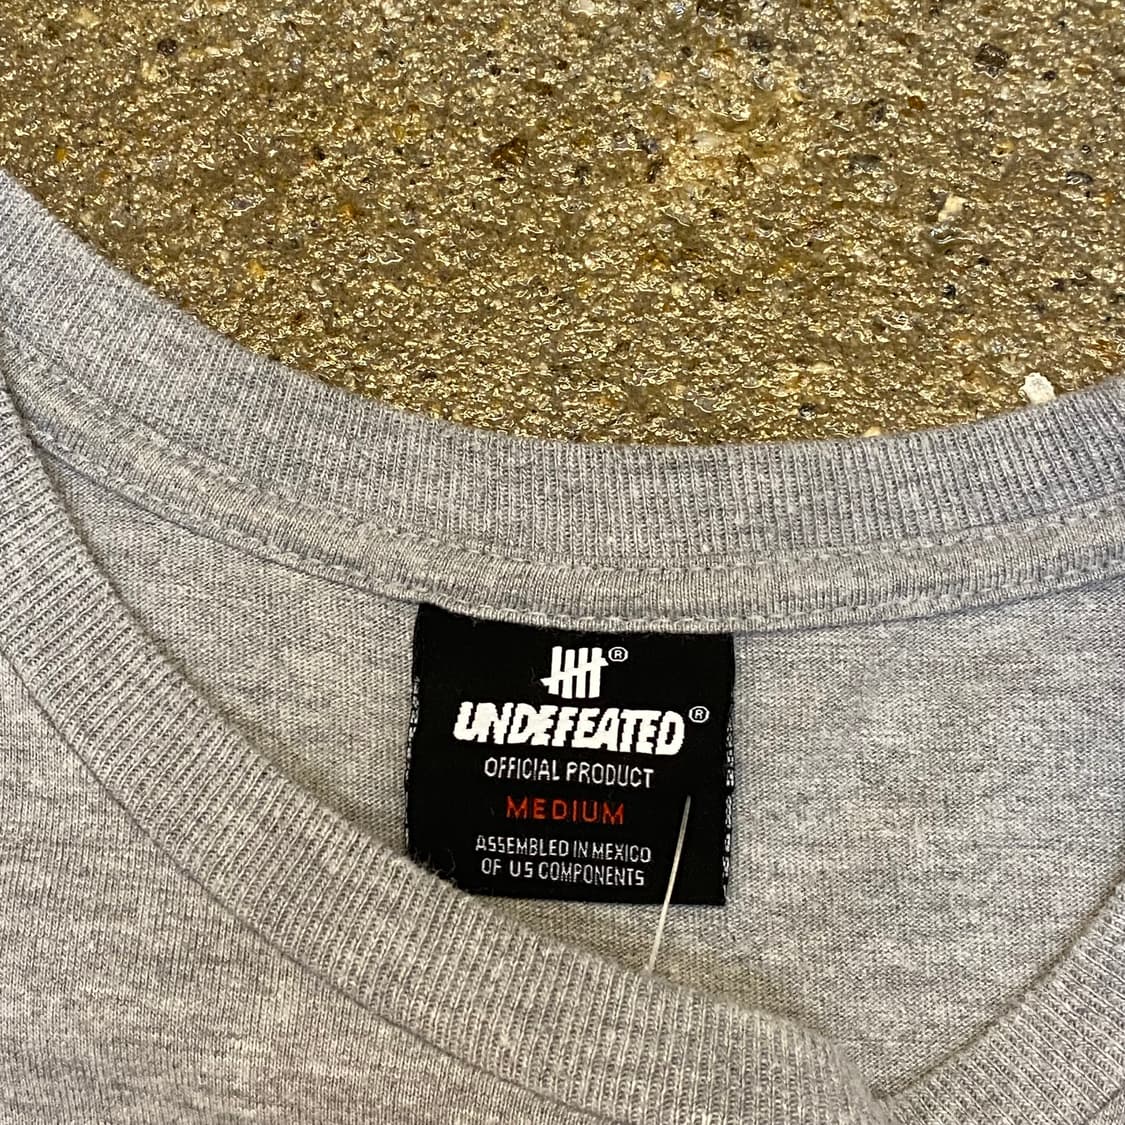 ®
UNDEFEATED®
OFFICIAL PRODUCT
MEDIUM
ASSEMBLED IN MEXICO
OF US COMPONENTS